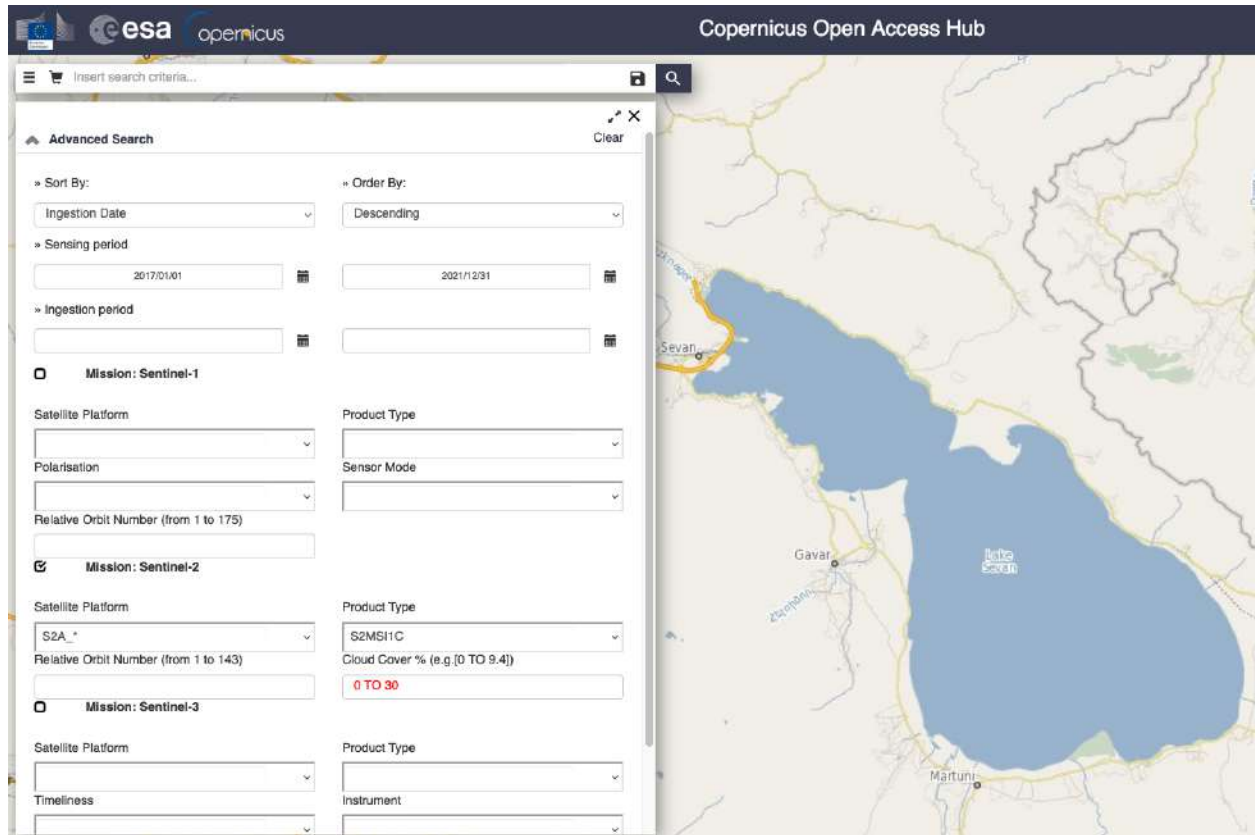 esa
opernicus
Copernicus Open Access Hub
Insert search criteria...
Advanced Search
Clear
» Sort By:
» Order By:
Ingestion Date
Descending
» Sensing period
2017/01/01
2021/12/31
» Ingestion period
Mission: Sentinel-1
Satellite Platform
Product Type
Polarisation
Sensor Mode
Relative Orbit Number (from 1 to 175)
Mission: Sentinel-2
Satellite Platform
Product Type
S2A_*
S2MSI1C
Relative Orbit Number (from 1 to 143)
Cloud Cover % (e.g.[0 TO 9.4])
0 TO 30
Mission: Sentinel-3
Satellite Platform
Product Type
Timeliness
Instrument
Sevan
Gavar
Lake
Sevan
Martuni